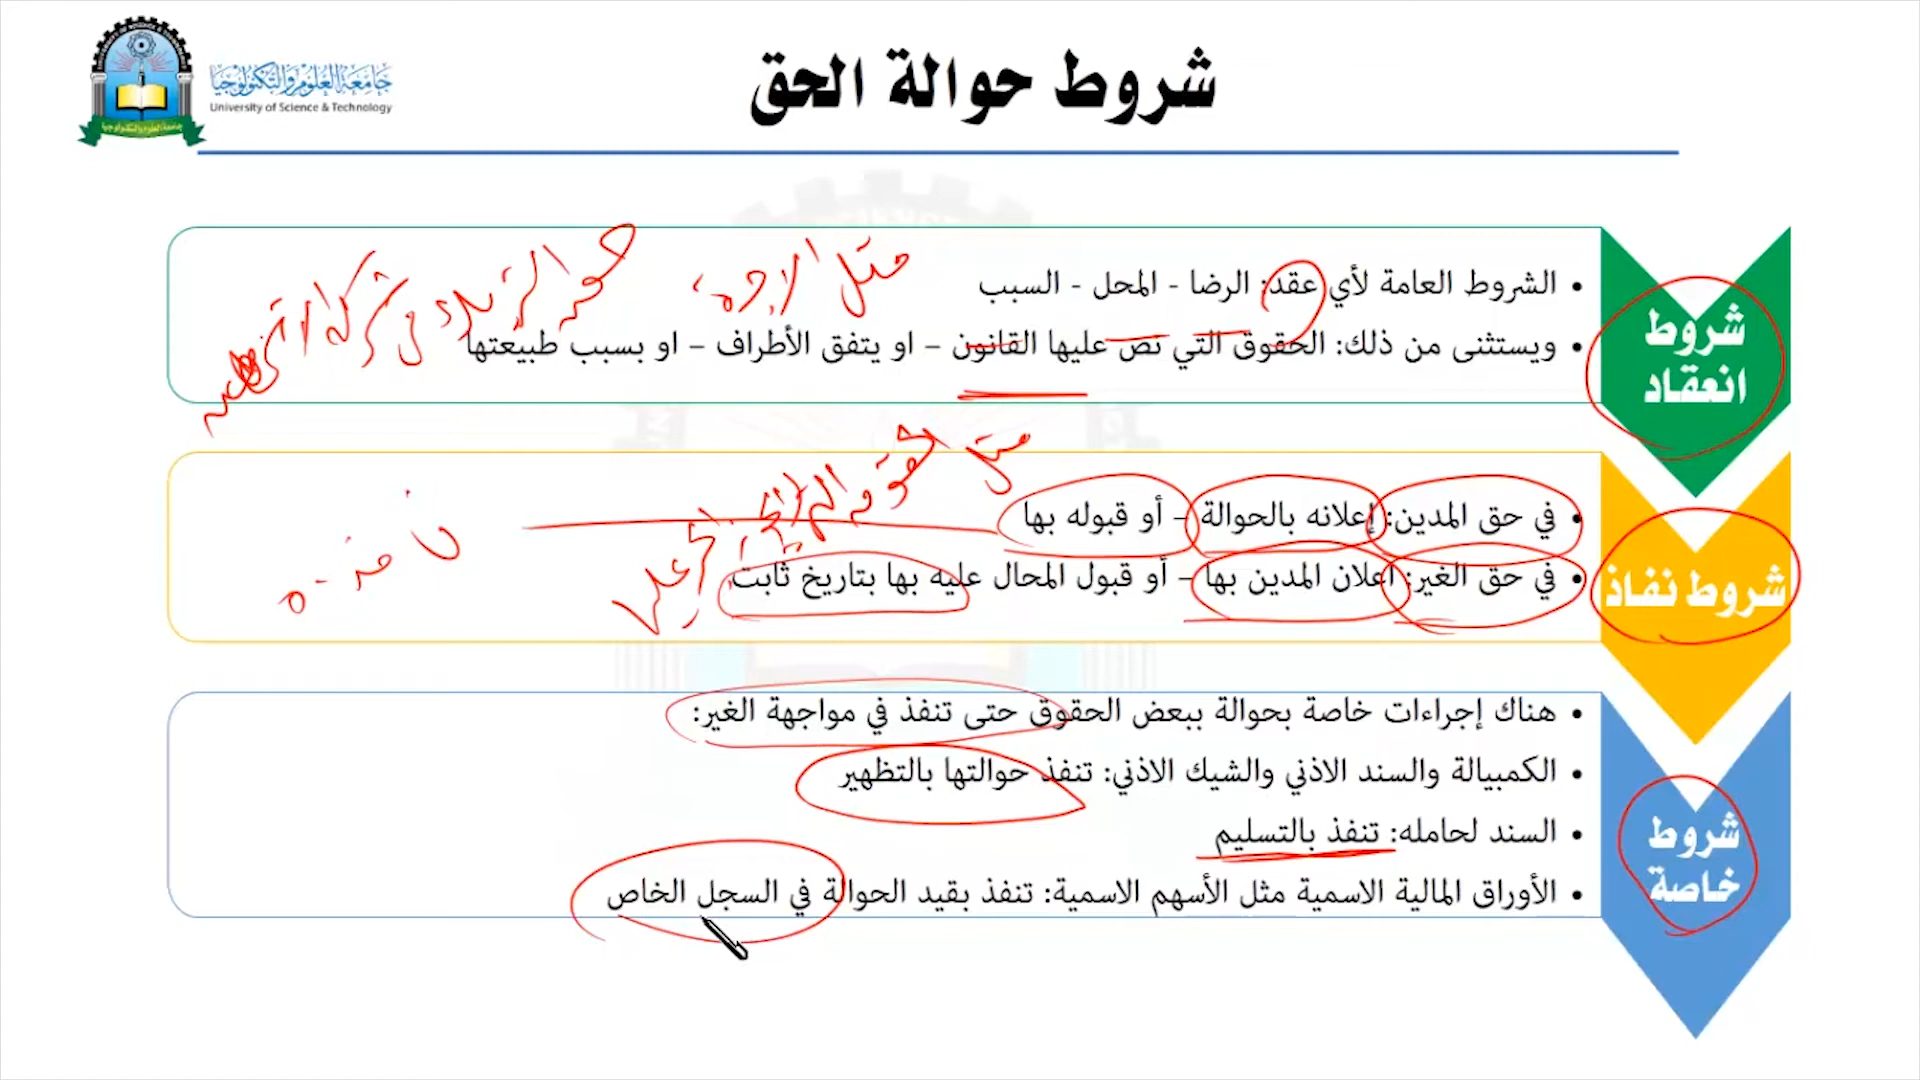 جامعة العلوم والتكنولوجيا
University of Science & Technology
شروط حوالة الحق
شروط
انعقاد
• الشروط العامة لأي عقد: الرضا - المحل - السبب
• ويستثنى من ذلك: الحقوق التي نص عليها القانون – او يتفق الأطراف – او بسبب طبيعتها
مثل الاجرة
شروط نفاذ
• في حق المدين: إعلانه بالحوالة – أو قبوله بها
• في حق الغير: اعلان المدين بها – أو قبول المحال عليه بها بتاريخ ثابت
مثل
شروط
خاصة
• هناك إجراءات خاصة بحوالة ببعض الحقوق حتى تنفذ في مواجهة الغير:
• الكمبيالة والسند الاذني والشيك الاذني: تنفذ حوالتها بالتظهير
• السند لحامله: تنفذ بالتسليم
• الأوراق المالية الاسمية مثل الأسهم الاسمية: تنفذ بقيد الحوالة في السجل الخاص